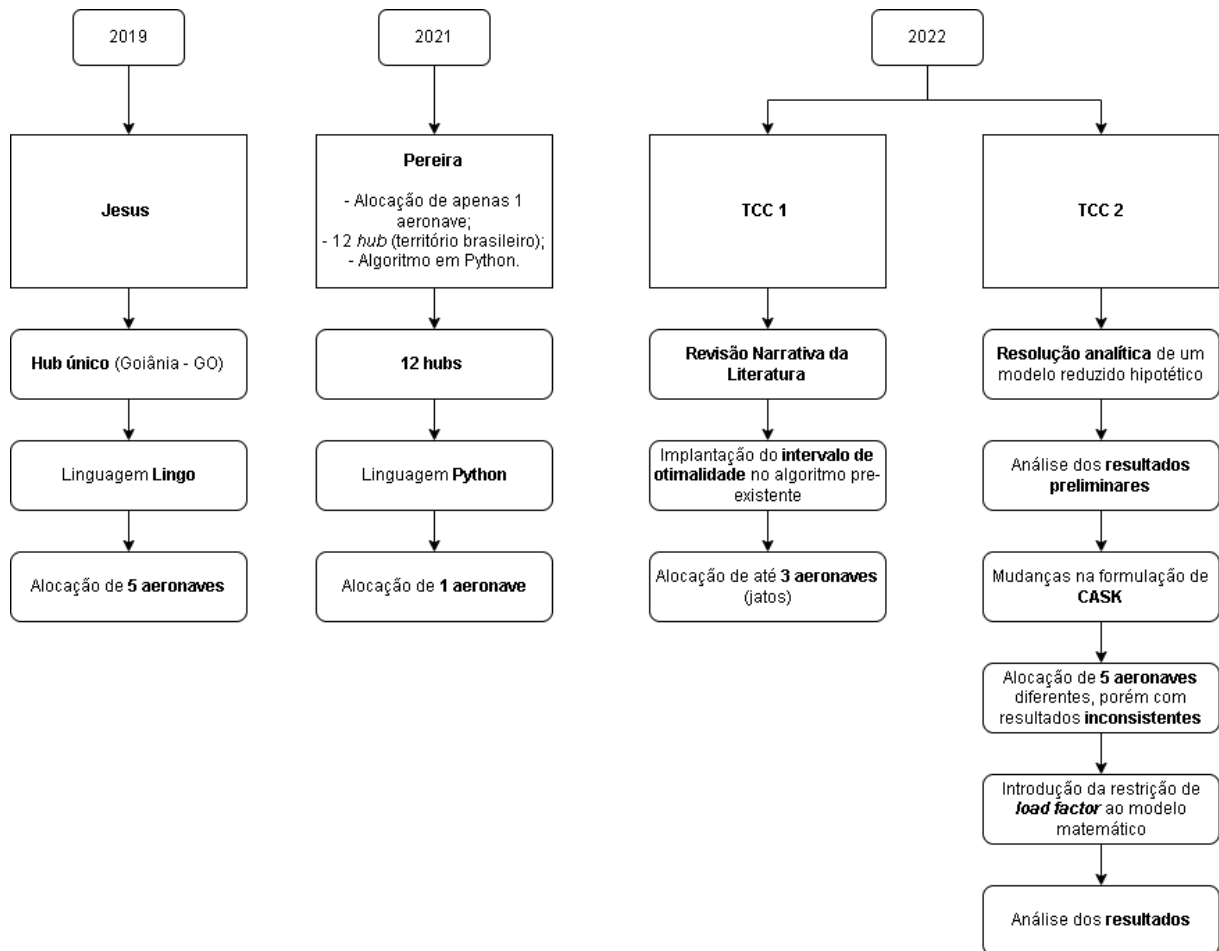 2019
Jesus
Hub único (Goiânia - GO)
Linguagem Lingo
Alocação de 5 aeronaves
2021
Pereira
- Alocação de apenas 1
aeronave;
- 12 hub (território brasileiro);
- Algoritmo em Python.
12 hubs
Linguagem Python
Alocação de 1 aeronave
2022
TCC 1
Revisão Narrativa da
Literatura
Implantação do intervalo de
otimalidade no algoritmo pre-
existente
Alocação de até 3 aeronaves
(jatos)
TCC 2
Resolução analítica de um
modelo reduzido hipotético
Análise dos resultados
preliminares
Mudanças na formulação de
CASK
Alocação de 5 aeronaves
diferentes, porém com
resultados inconsistentes
Introdução da restrição de
load factor ao modelo
matemático
Análise dos resultados